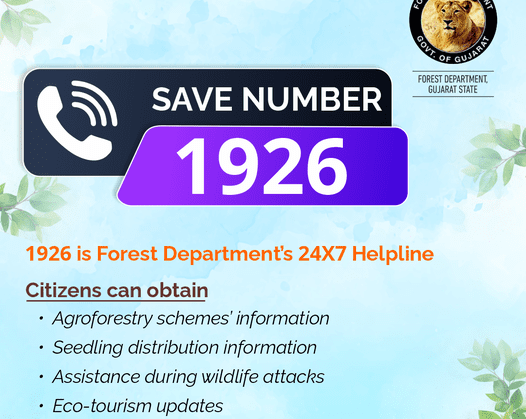 GOVT. OF GUJARAT
FOREST DEPARTMENT,
GUJARAT STATE
SAVE NUMBER
1926
1926 is Forest Department’s 24X7 Helpline
Citizens can obtain
• Agroforestry schemes’ information
• Seedling distribution information
• Assistance during wildlife attacks
• Eco-tourism updates